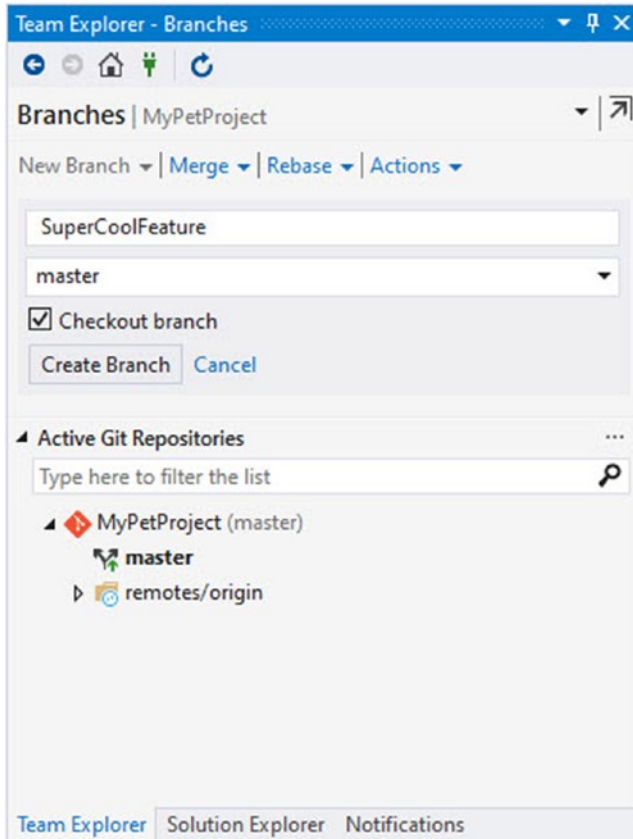 Team Explorer - Branches
Branches | MyPetProject
New Branch | Merge | Rebase | Actions
SuperCoolFeature
master
Checkout branch
Create Branch Cancel
Active Git Repositories ...
Type here to filter the list
MyPetProject (master)
master
remotes/origin
Team Explorer Solution Explorer Notifications